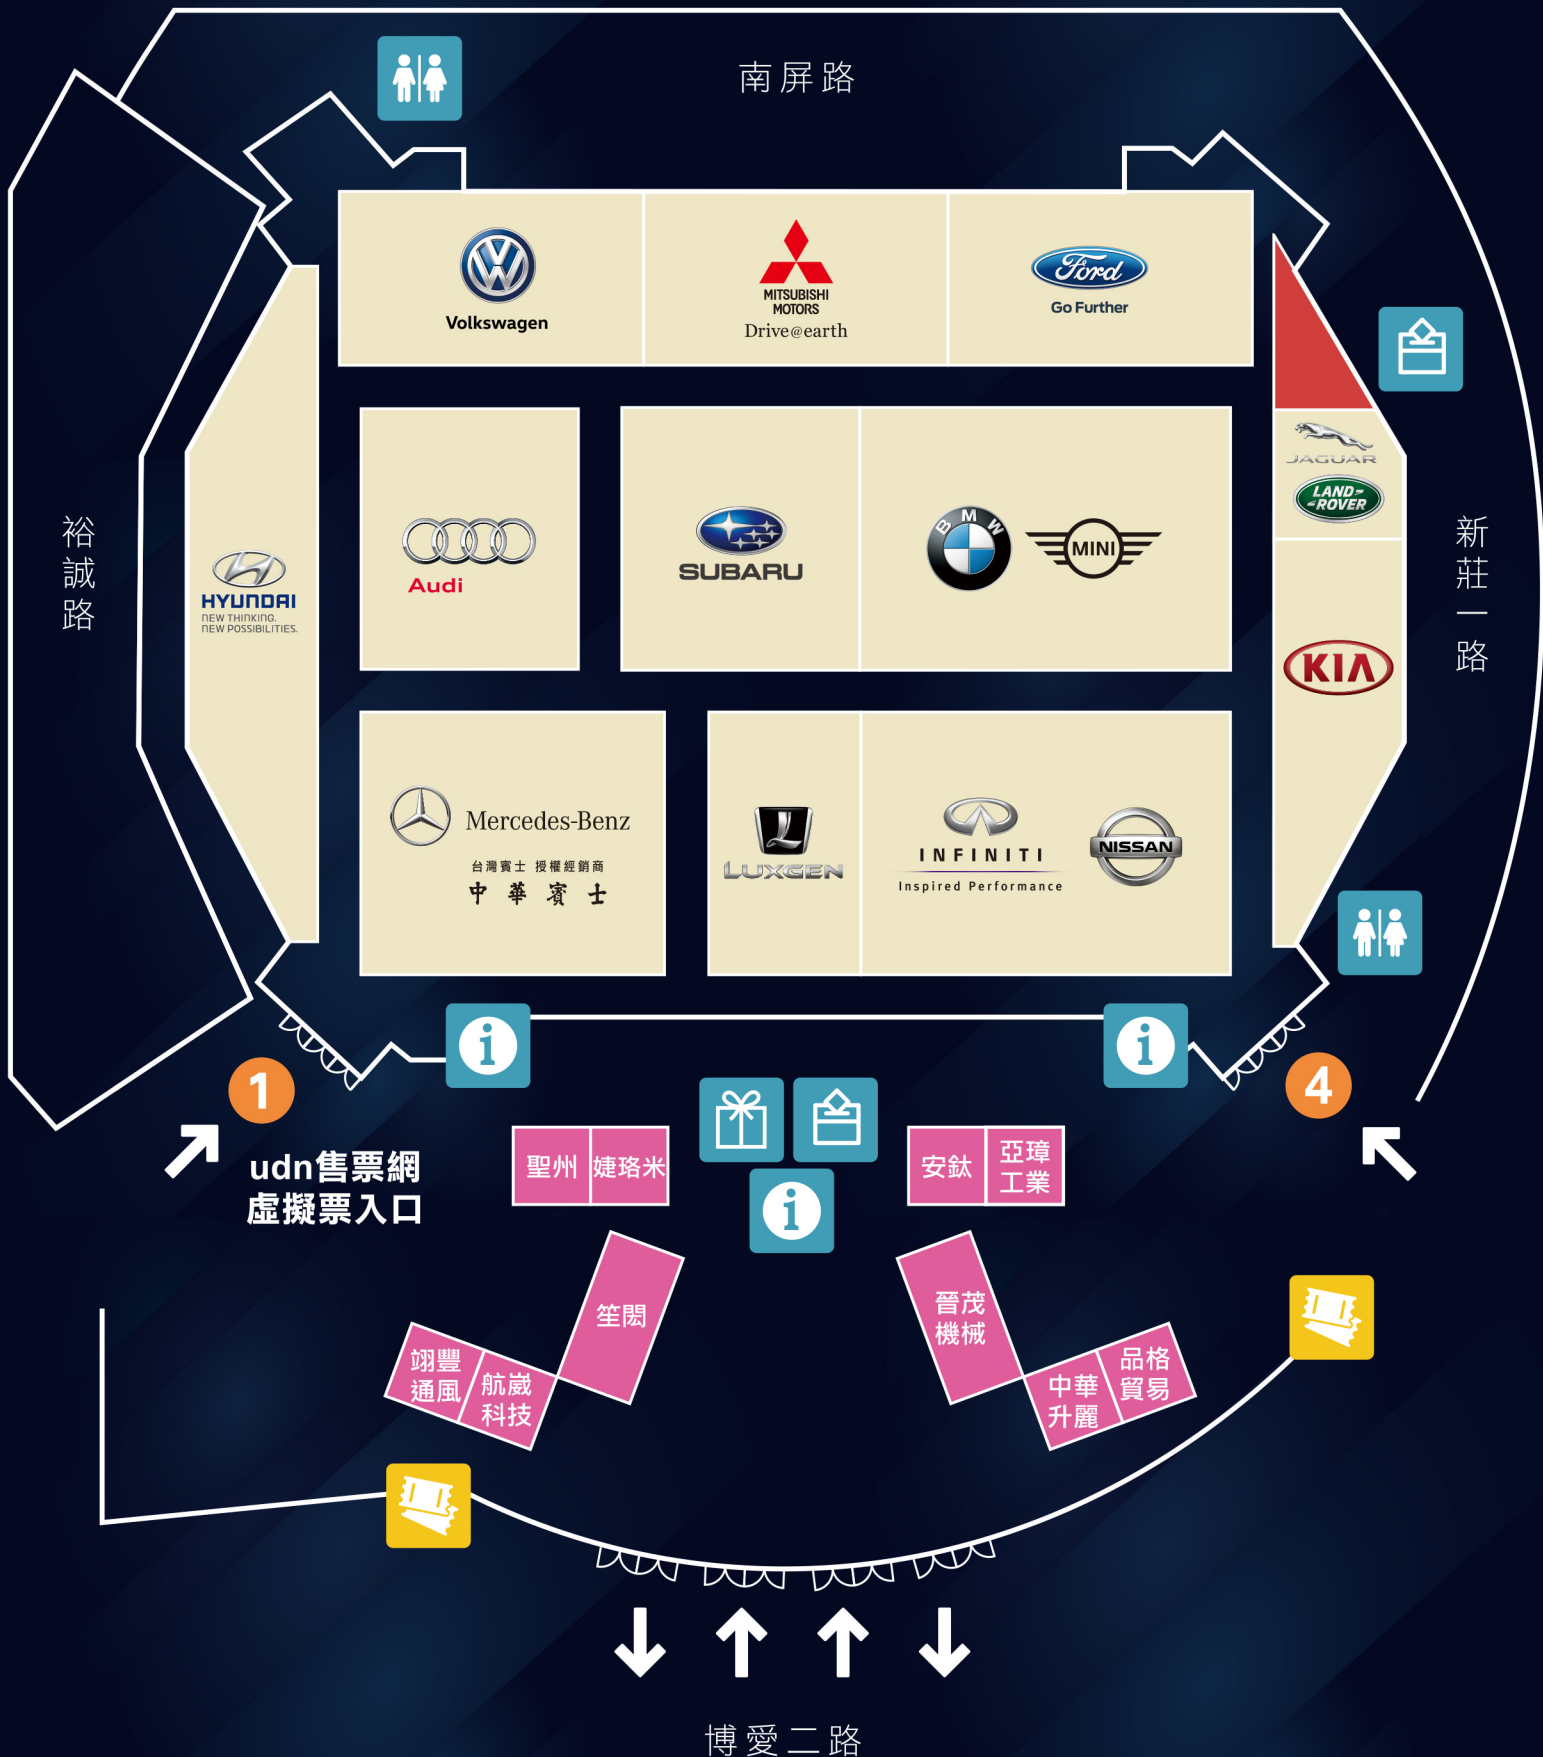 南屏路
Volkswagen
MITSUBISHI
MOTORS
Drive@earth
Ford
Go Further
JAGUAR
LAND-
-ROVER
裕誠路
新莊一路
HYUNDAI
NEW THINKING.
NEW POSSIBILITIES.
Audi
SUBARU
BMW
MINI
KIA
Mercedes-Benz
台灣賓士 授權經銷商
中華賓士
LUXGEN
INFINITI
Inspired Performance
NISSAN
i
i
1
4
udn售票網
虛擬票入口
聖州
婕珞米
安鈦
亞璋
工業
i
笙閎
晉茂
機械
翊豐
通風
航崴
科技
中華
升麗
品格
貿易
博愛二路